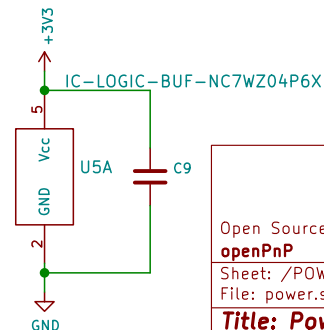 +3V3
IC-LOGIC-BUF-NC7WZ04P6X
5
Vcc
U5A
C9
GND
2
GND
Open Source
openPnP
Sheet: /POW
File: power.s
Title: Pow